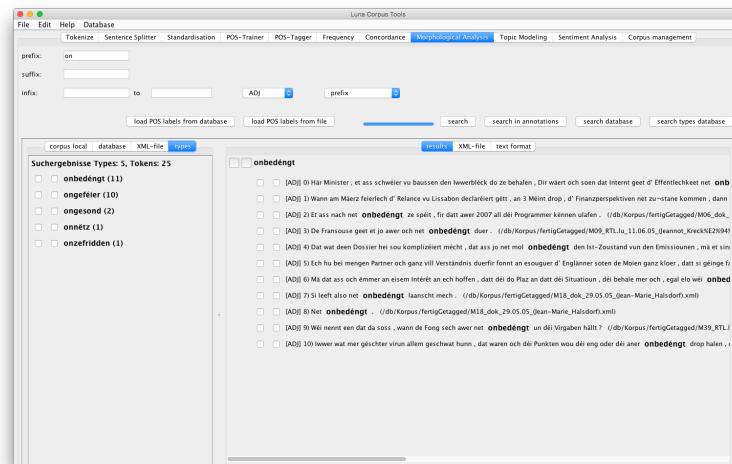 Luna Corpus Tools
File Edit Help Database
Tokenize Sentence Splitter Standardisation POS-Trainer POS-Tagger Frequency Concordance Morphological Analysis Topic Modeling Sentiment Analysis Corpus management
prefix: on
suffix:
infix: to ADJ prefix
load POS labels from database load POS labels from file search search in annotations search database search types database
corpus local database XML-file types results XML-file text format
Suchergebnisse Types: 5, Tokens: 25
onbedéngt (11)
ongeféier (10)
ongesond (2)
onnëtz (1)
onzefridden (1)
onbedéngt
[ADJ] 0) Här Minister , et ass schwéier vu baussen den Iwwerbléck do ze behalen , Dir wäert och soen dat Internet geet d' Ëffentlechkeet net onb
[ADJ] 1) Wann am Mäerz feierlech d' Relance vu Lissabon declaréiert gëtt , an 3 Méint drop , d' Finanzperspektiven net zu-stane kommen , dann
[ADJ] 2) Et ass nach net onbedéngt ze spéit , fir datt awer 2007 all déi Programmer kënnen ulafen . (/db/Korpus/fertigGetagged/M06_dok_
[ADJ] 3) De Fransouse geet et jo awer och net onbedéngt duer . (/db/Korpus/fertigGetagged/M09_RTL.lu_11.06.05_(Jeannot_Kreck%E2%94%
[ADJ] 4) Dat wat deen Dossier hei sou komplizéiert mécht , dat ass jo net mol onbedéngt den Ist-Zoustand vun den Emissiounen , mä et sin
[ADJ] 5) Ech hu bei mengen Partner och ganz vill Verständnis duerfir fonnt an esouguer d' Englänner soten de Moien ganz kloer , datt si géinge fa
[ADJ] 6) Mä dat ass och ëmmer an eisem Intérêt an ech hoffen , datt déi do Plaz an datt déi Situatioun , déi behale mer och , egal elo wéi onbed
[ADJ] 7) Si leeft also net onbedéngt laanscht mech . (/db/Korpus/fertigGetagged/M18_dok_29.05.05_(Jean-Marie_Halsdorf).xml)
[ADJ] 8) Net onbedéngt . (/db/Korpus/fertigGetagged/M18_dok_29.05.05_(Jean-Marie_Halsdorf).xml)
[ADJ] 9) Wéi nennt een dat da soss , wann de Fong sech awer net onbedéngt un déi Virgaben hällt ? (/db/Korpus/fertigGetagged/M39_RTL.l
[ADJ] 10) Iwwer wat mer gëschter virun allem geschwat hunn , dat waren och déi Punkten wou déi eng oder déi aner onbedéngt drop halen ,